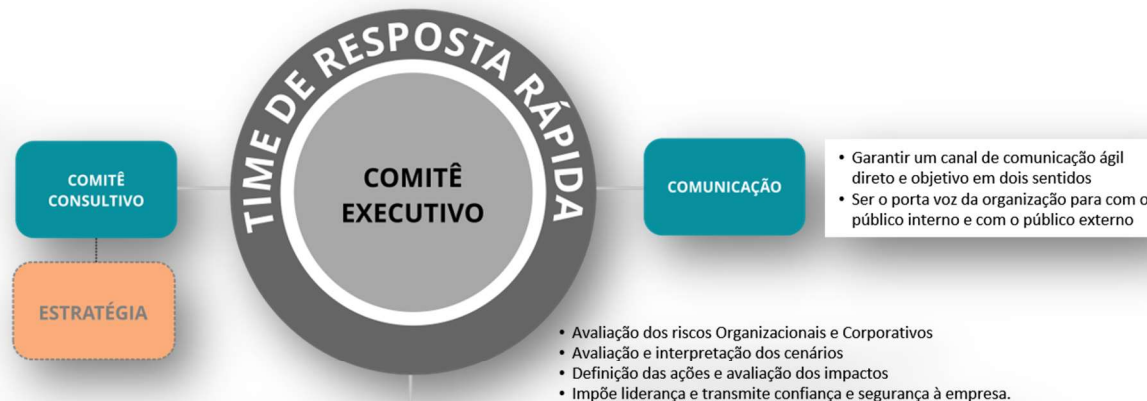 TIME DE RESPOSTA RÁPIDA
COMITÊ
EXECUTIVO
COMITÊ
CONSULTIVO
ESTRATÉGIA
COMUNICAÇÃO
• Garantir um canal de comunicação ágil
direto e objetivo em dois sentidos
• Ser o porta voz da organização para com o
público interno e com o público externo
• Avaliação dos riscos Organizacionais e Corporativos
• Avaliação e interpretação dos cenários
• Definição das ações e avaliação dos impactos
• Impõe liderança e transmite confiança e segurança à empresa.